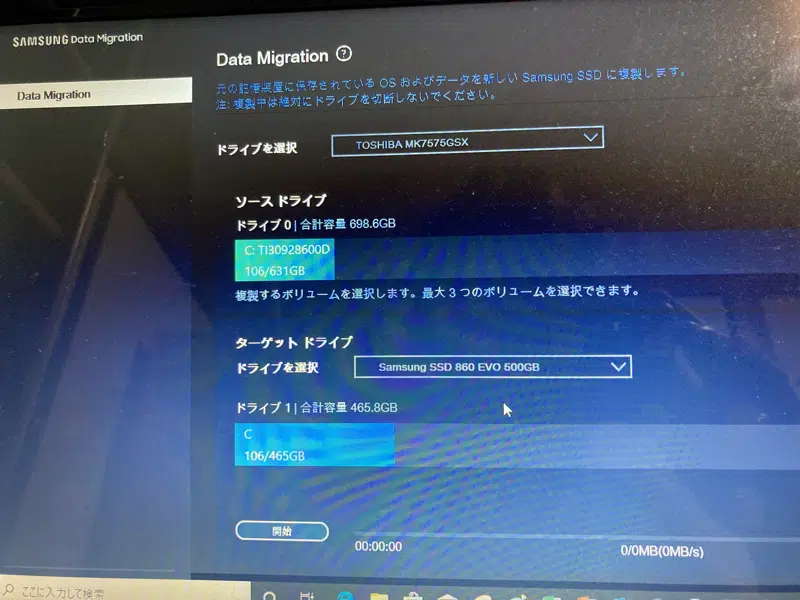 SAMSUNG Data Migration
Data Migration
Data Migration ?
元の記憶装置に保存されている OS およびデータを新しい Samsung SSD に複製します。
注: 複製中は絶対にドライブを切断しないでください。
ドライブを選択
TOSHIBA MK7575GSX
ソース ドライブ
ドライブ 0 | 合計容量 698.6GB
C: TI30928600D
106/631GB
複製するボリュームを選択します。最大 3 つのボリュームを選択できます。
ターゲット ドライブ
ドライブを選択
Samsung SSD 860 EVO 500GB
ドライブ 1 | 合計容量 465.8GB
C
106/465GB
開始
00:00:00
0/0MB(0MB/s)
ここに入力して検索